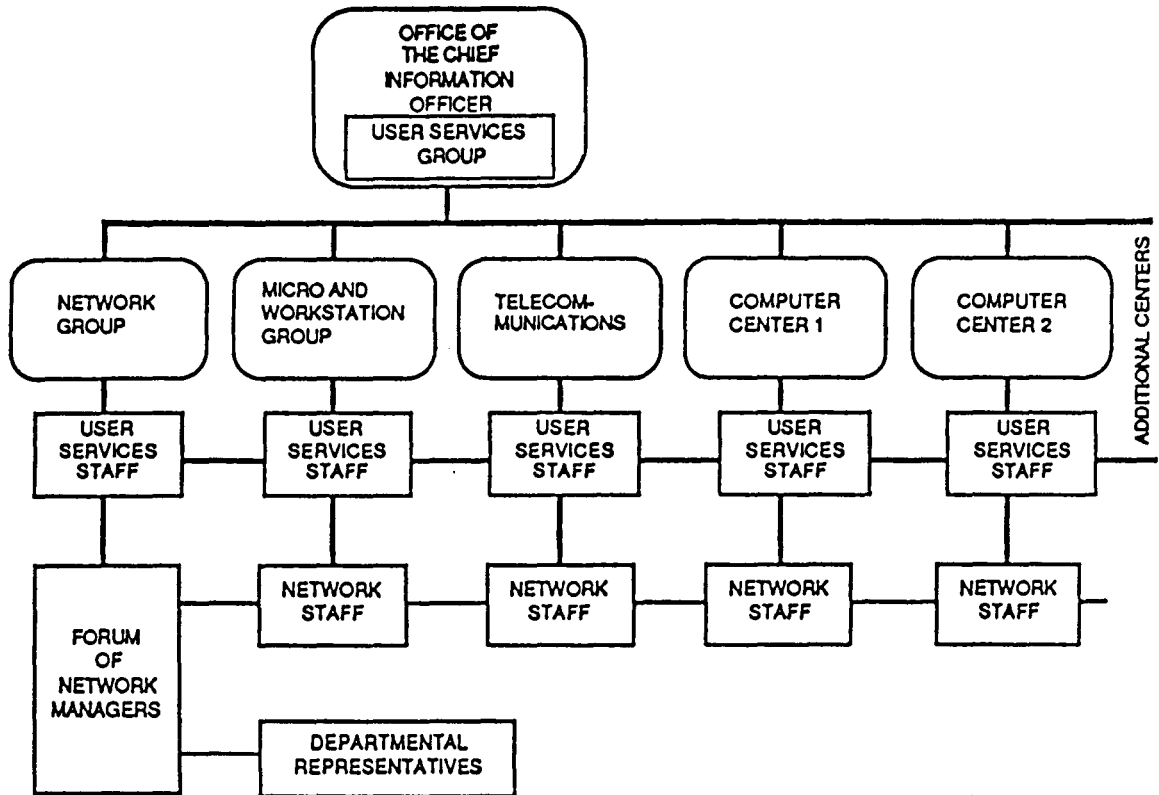 OFFICE OF
THE CHIEF
INFORMATION
OFFICER
USER SERVICES
GROUP
NETWORK
GROUP
MICRO AND
WORKSTATION
GROUP
TELECOM-
MUNICATIONS
COMPUTER
CENTER 1
COMPUTER
CENTER 2
ADDITIONAL CENTERS
USER
SERVICES
STAFF
USER
SERVICES
STAFF
USER
SERVICES
STAFF
USER
SERVICES
STAFF
USER
SERVICES
STAFF
FORUM
OF
NETWORK
MANAGERS
NETWORK
STAFF
NETWORK
STAFF
NETWORK
STAFF
NETWORK
STAFF
DEPARTMENTAL
REPRESENTATIVES